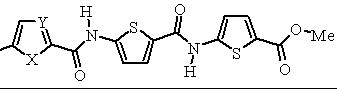 H O
Y N S O Me
X S N O
O H O